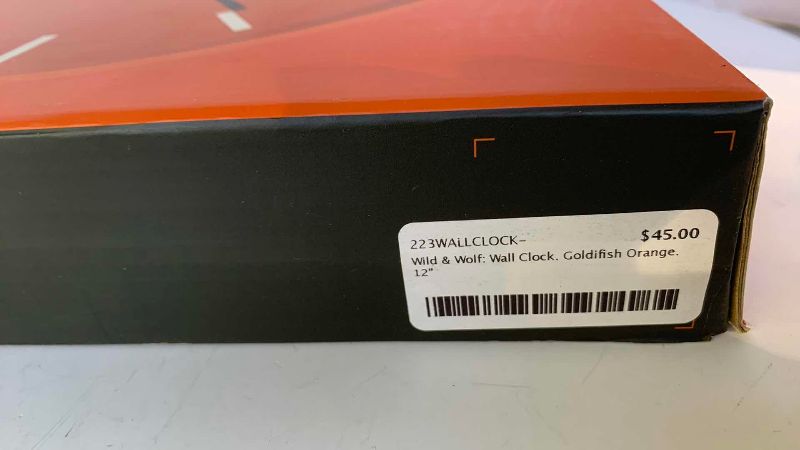 223WALLCLOCK- $45.00
Wild & Wolf: Wall Clock. Goldifish Orange.
12"